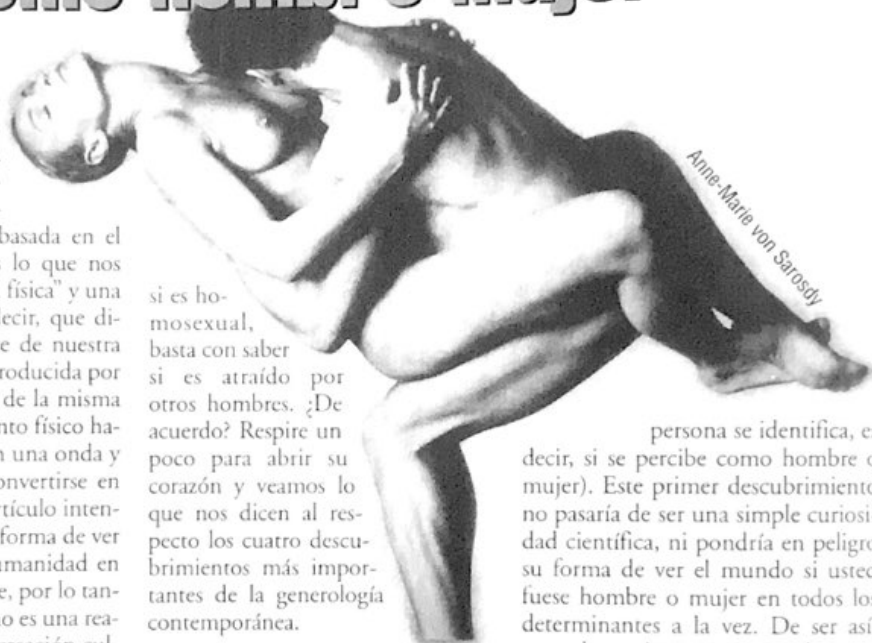 mujer
basada en el
lo que nos
física" y una
decir, que di-
e de nuestra
roducida por
de la misma
nto físico ha-
n una onda y
onvertirse en
rtículo inten-
forma de ver
umanidad en
e, por lo tan-
o es una rea-
si es ho-
mosexual,
basta con saber
si es atraído por
otros hombres. ¿De
acuerdo? Respire un
poco para abrir su
corazón y veamos lo
que nos dicen al res-
pecto los cuatro descu-
brimientos más impor-
tantes de la generología
contemporánea.
Anne-Marie von Sarosdy
persona se identifica, e
decir, si se percibe como hombre o
mujer). Este primer descubrimiento
no pasaría de ser una simple curiosi-
dad científica, ni pondría en peligro
su forma de ver el mundo si usted
fuese hombre o mujer en todos los
determinantes a la vez. De ser así